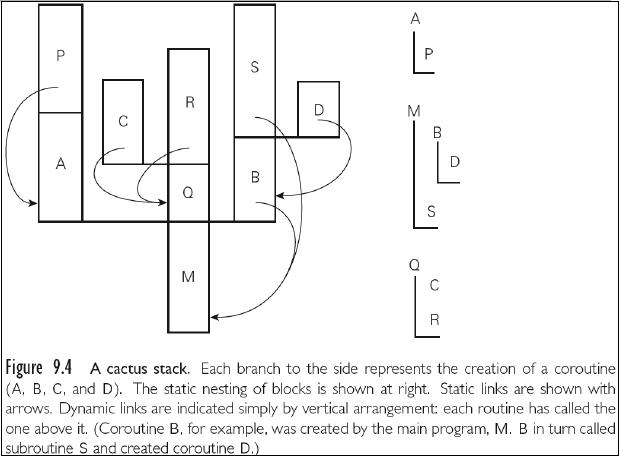 P
A
C
R
Q
M
S
B
D
A
P
M
B
D
S
Q
C
R
Figure 9.4 A cactus stack. Each branch to the side represents the creation of a coroutine
(A, B, C, and D). The static nesting of blocks is shown at right. Static links are shown with
arrows. Dynamic links are indicated simply by vertical arrangement: each routine has called the
one above it. (Coroutine B, for example, was created by the main program, M. B in turn called
subroutine S and created coroutine D.)